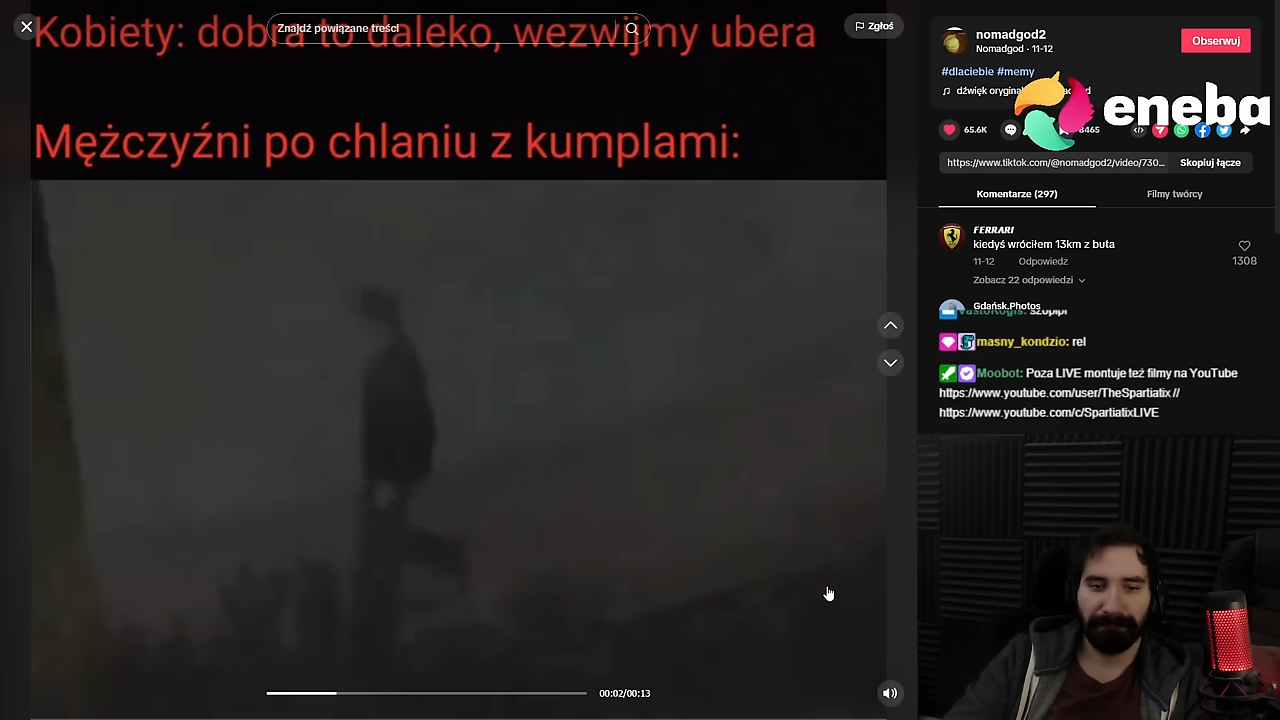 Kobiety: dobra to daleko, wezwijmy ubera
Znajdź powiązane treści
Zgłoś
Mężczyźni po chlaniu z kumplami:
00:02/00:13
nomadgod2
Nomadgod · 11-12
Obserwuj
#dlaciebie #memy
dźwięk oryginal
eneba
65.6K
8465
https://www.tiktok.com/@nomadgod2/video/730...
Skopiuj łącze
Komentarze (297)
Filmy twórcy
FERRARI
kiedyś wróciłem 13km z buta
1308
11-12
Odpowiedz
Zobacz 22 odpowiedzi
Gdańsk.Photos
masny_kondzio: rel
Moobot: Poza LIVE montuje też filmy na YouTube
https://www.youtube.com/user/TheSpartiatix //
https://www.youtube.com/c/SpartiatixLIVE